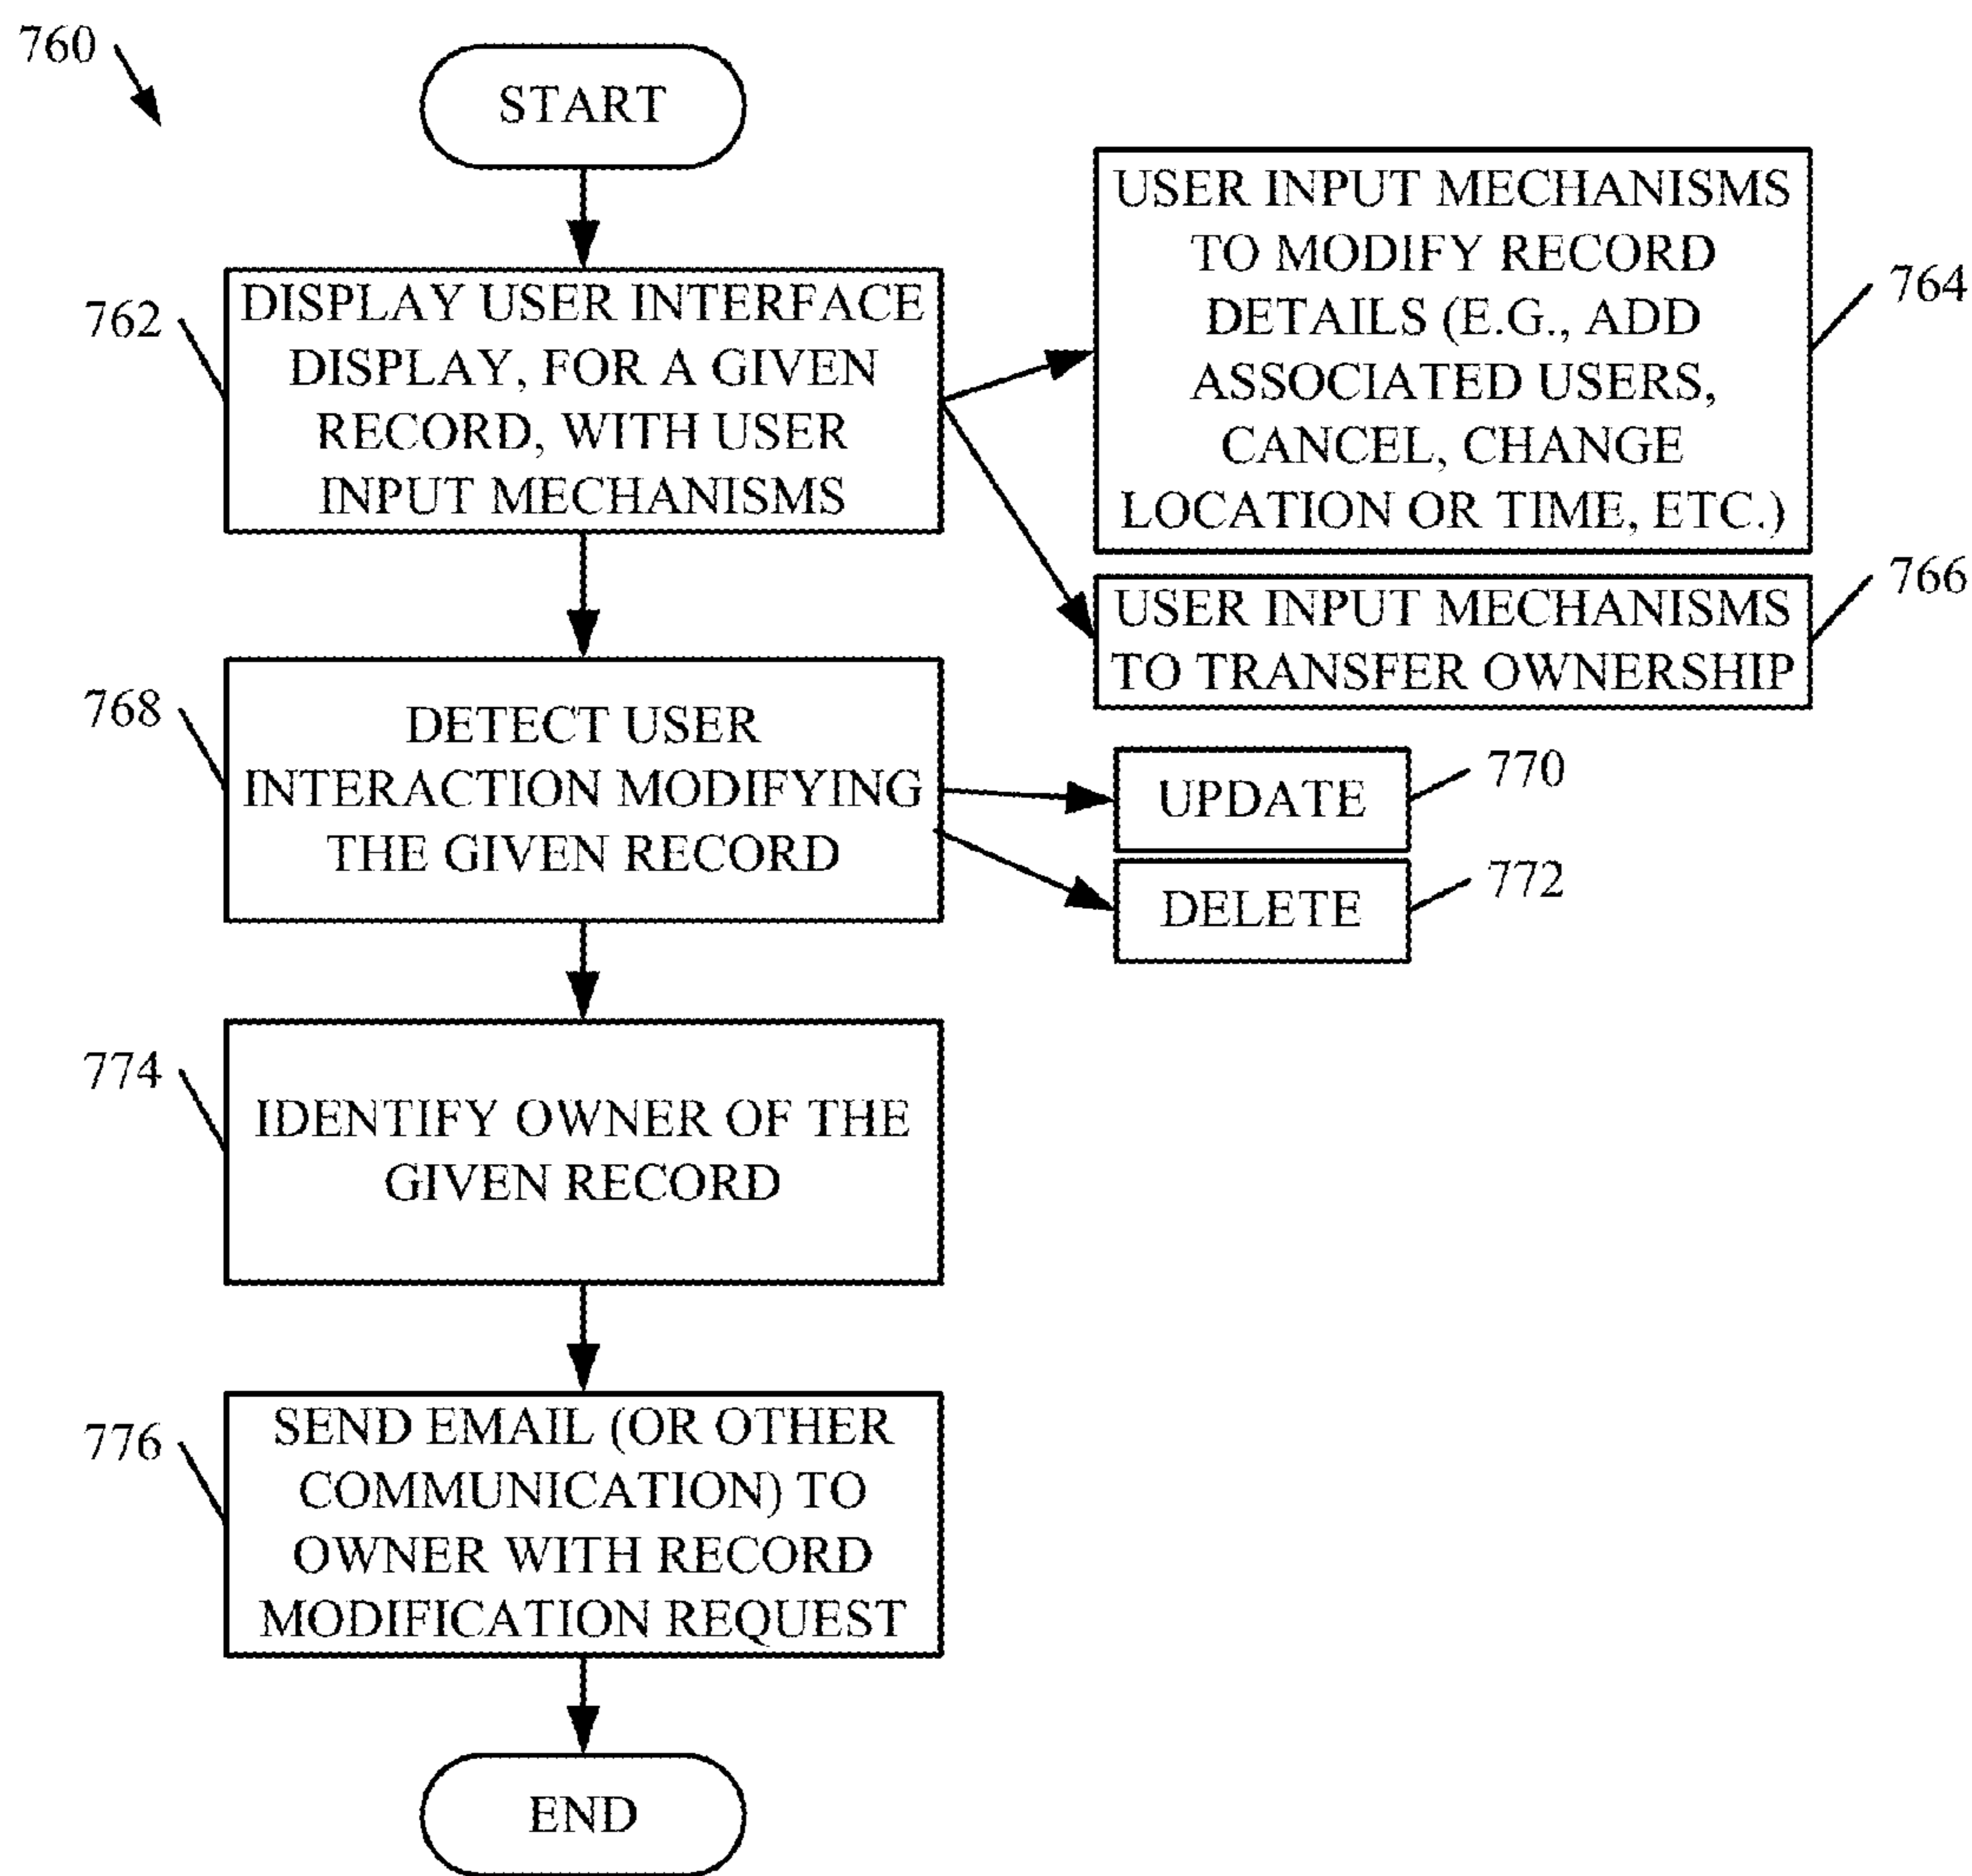 760
START
762
DISPLAY USER INTERFACE
DISPLAY, FOR A GIVEN
RECORD, WITH USER
INPUT MECHANISMS
USER INPUT MECHANISMS
TO MODIFY RECORD
DETAILS (E.G., ADD
ASSOCIATED USERS,
CANCEL, CHANGE
LOCATION OR TIME, ETC.)
764
USER INPUT MECHANISMS
TO TRANSFER OWNERSHIP
766
768
DETECT USER
INTERACTION MODIFYING
THE GIVEN RECORD
UPDATE
770
DELETE
772
774
IDENTIFY OWNER OF THE
GIVEN RECORD
776
SEND EMAIL (OR OTHER
COMMUNICATION) TO
OWNER WITH RECORD
MODIFICATION REQUEST
END